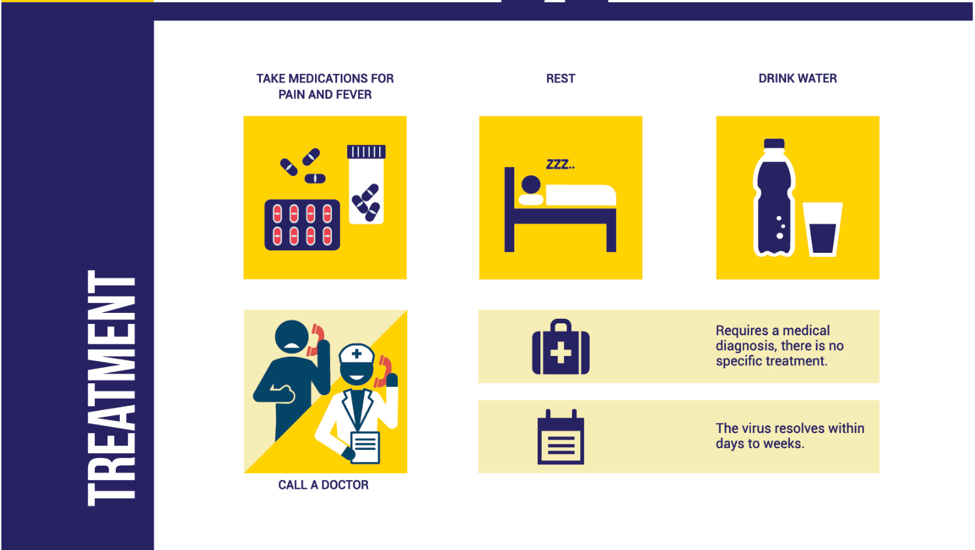 TREATMENT
TAKE MEDICATIONS FOR
PAIN AND FEVER
REST
DRINK WATER
ZZZ..
CALL A DOCTOR
Requires a medical
diagnosis, there is no
specific treatment.
The virus resolves within
days to weeks.